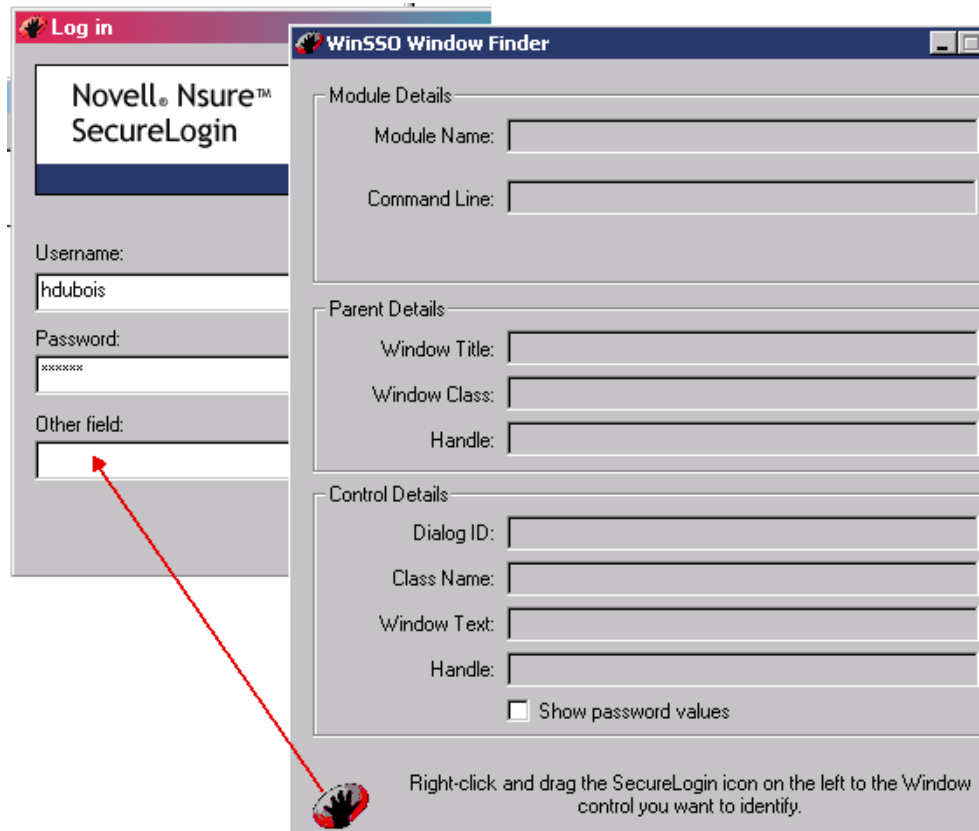 Log in
Novell® Nsure™
SecureLogin
Username:
hdubois
Password:
xxxxxx
Other field:
WinSSO Window Finder
Module Details
Module Name:
Command Line:
Parent Details
Window Title:
Window Class:
Handle:
Control Details
Dialog ID:
Class Name:
Window Text:
Handle:
Show password values
Right-click and drag the SecureLogin icon on the left to the Window
control you want to identify.